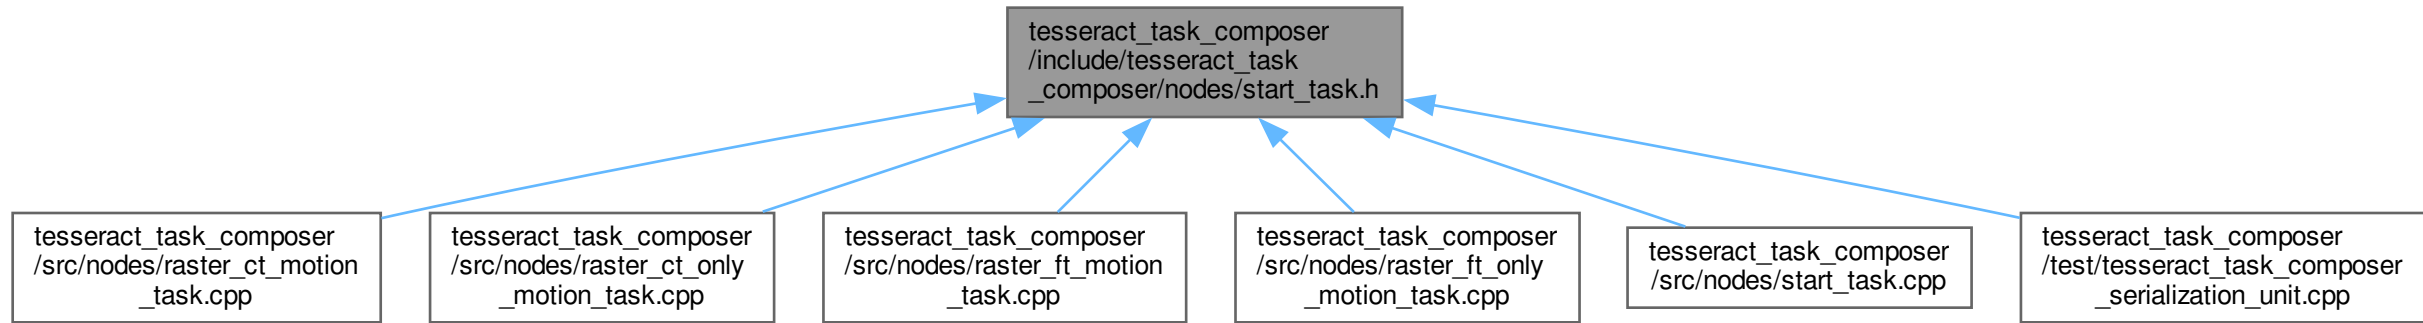 tesseract_task_composer
/include/tesseract_task
_composer/nodes/start_task.h
tesseract_task_composer
/src/nodes/raster_ct_motion
_task.cpp
tesseract_task_composer
/src/nodes/raster_ct_only
_motion_task.cpp
tesseract_task_composer
/src/nodes/raster_ft_motion
_task.cpp
tesseract_task_composer
/src/nodes/raster_ft_only
_motion_task.cpp
tesseract_task_composer
/src/nodes/start_task.cpp
tesseract_task_composer
/test/tesseract_task_composer
_serialization_unit.cpp